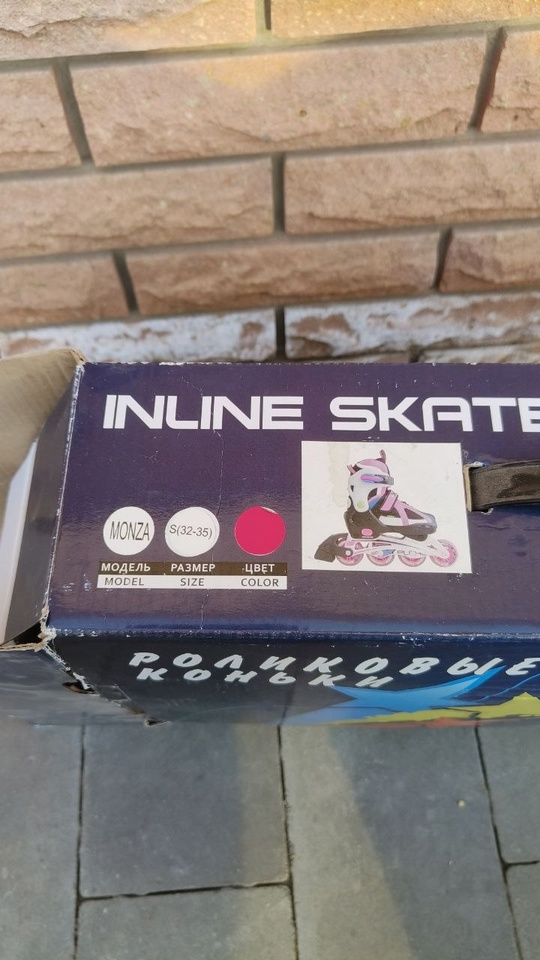 INLINE SKATE
MONZA S(32-35)
МОДЕЛЬ РАЗМЕР ЦВЕТ
MODEL SIZE COLOR
РОЛИКОВЫЕ
КОНЬКИ